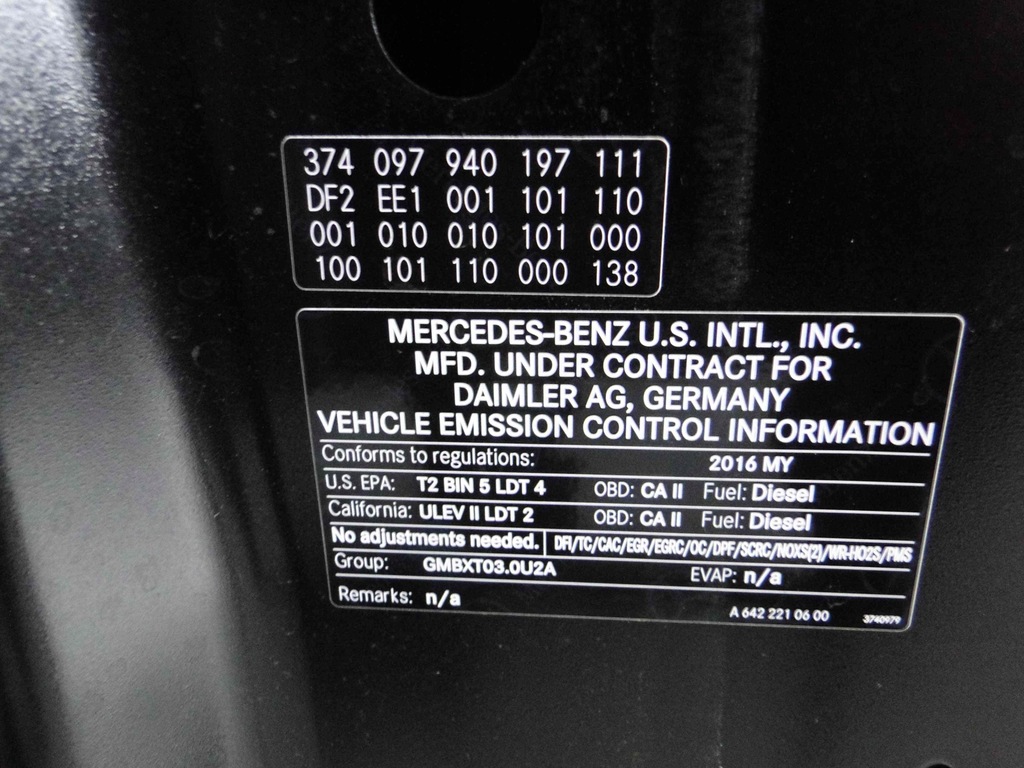 374 097 940 197 111
DF2 EE1 001 101 110
001 010 010 101 000
100 101 110 000 138
MERCEDES-BENZ U.S. INTL., INC.
MFD. UNDER CONTRACT FOR
DAIMLER AG, GERMANY
VEHICLE EMISSION CONTROL INFORMATION
Conforms to regulations: 2016 MY
U.S. EPA: T2 BIN 5 LDT 4 OBD: CA II Fuel: Diesel
California: ULEV II LDT 2 OBD: CA II Fuel: Diesel
No adjustments needed. DFI/TC/CAC/EGR/EGRC/OC/DPF/SCRC/NOXS(2)/WR-HO2S/PMS
Group: GMBXT03.0U2A EVAP: n/a
Remarks: n/a
A 642 221 06 00 3740979